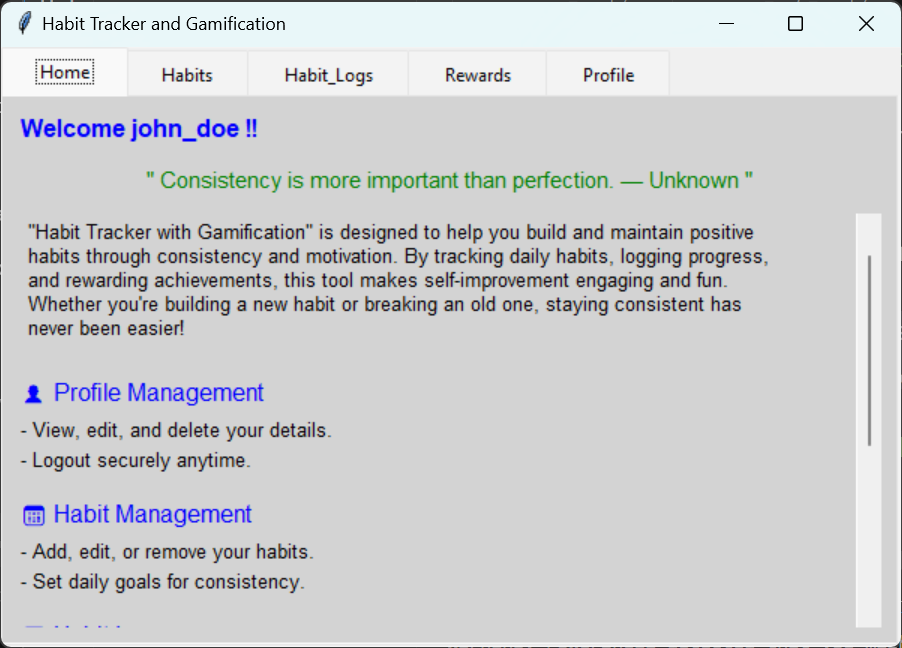 Habit Tracker and Gamification
Home Habits Habit_Logs Rewards Profile
Welcome john_doe !!
" Consistency is more important than perfection. — Unknown "
"Habit Tracker with Gamification" is designed to help you build and maintain positive
habits through consistency and motivation. By tracking daily habits, logging progress,
and rewarding achievements, this tool makes self-improvement engaging and fun.
Whether you're building a new habit or breaking an old one, staying consistent has
never been easier!
Profile Management
- View, edit, and delete your details.
- Logout securely anytime.
Habit Management
- Add, edit, or remove your habits.
- Set daily goals for consistency.